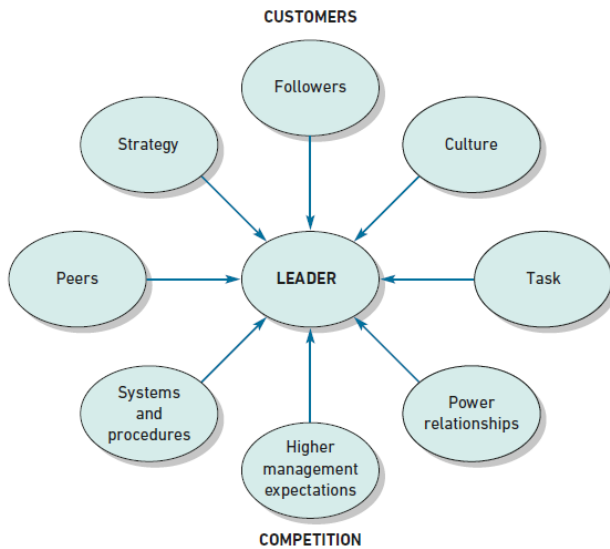 CUSTOMERS
Followers
Strategy
Culture
Peers
LEADER
Task
Systems
and
procedures
Power
relationships
Higher
management
expectations
COMPETITION